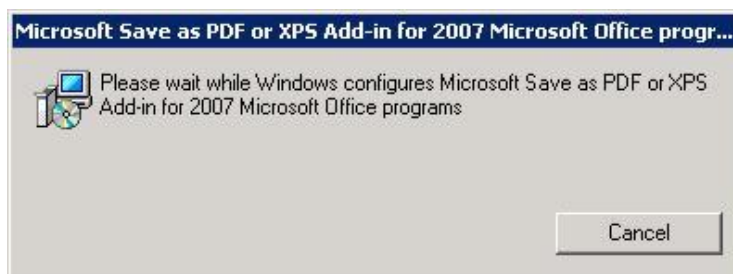 Microsoft Save as PDF or XPS Add-in for 2007 Microsoft Office progr...
Please wait while Windows configures Microsoft Save as PDF or XPS
Add-in for 2007 Microsoft Office programs
Cancel